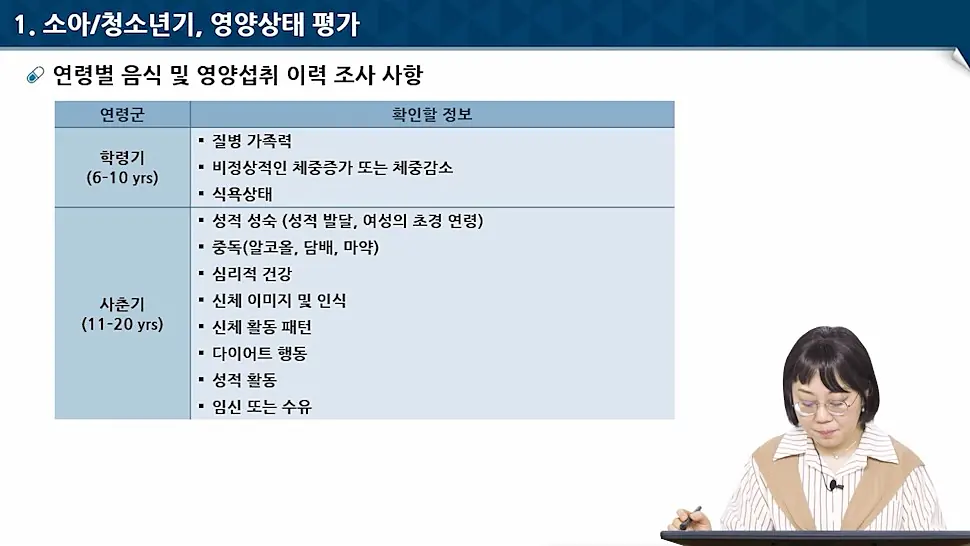 1. 소아/청소년기, 영양상태 평가
연령별 음식 및 영양섭취 이력 조사 사항
연령군
확인할 정보
학령기
(6-10 yrs)
▪ 질병 가족력
▪ 비정상적인 체중증가 또는 체중감소
▪ 식욕상태
사춘기
(11-20 yrs)
▪ 성적 성숙 (성적 발달, 여성의 초경 연령)
▪ 중독(알코올, 담배, 마약)
▪ 심리적 건강
▪ 신체 이미지 및 인식
▪ 신체 활동 패턴
▪ 다이어트 행동
▪ 성적 활동
▪ 임신 또는 수유